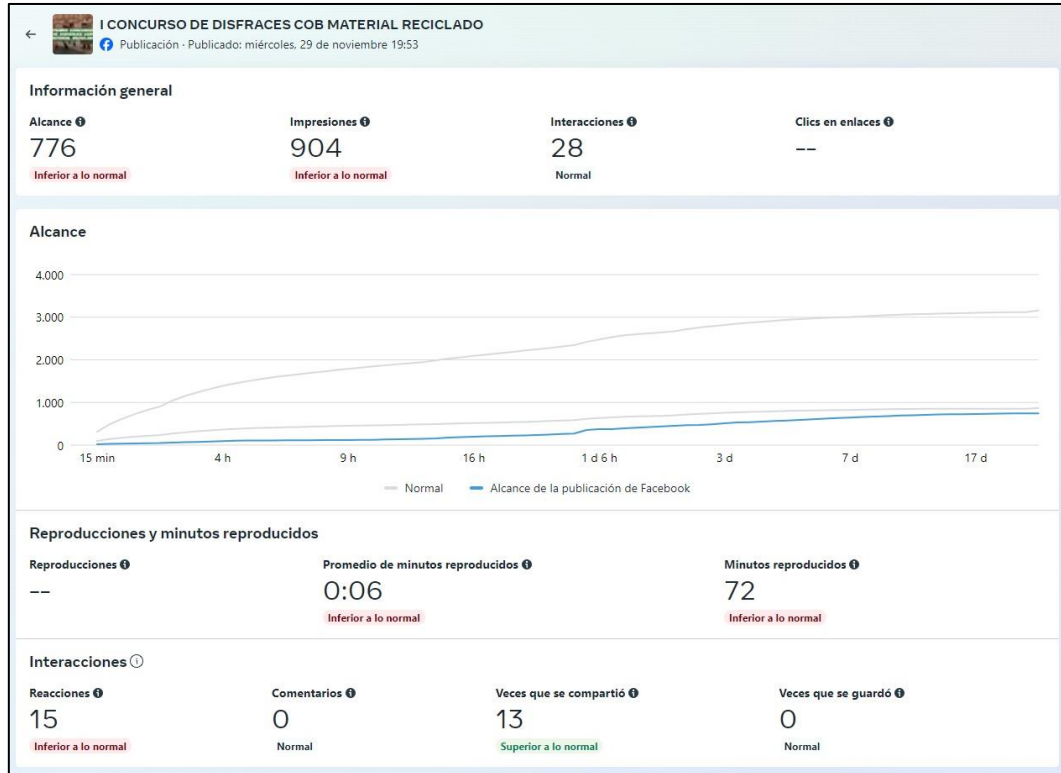 I CONCURSO DE DISFRACES COB MATERIAL RECICLADO
Publicación · Publicado: miércoles, 29 de noviembre 19:53
Información general
Alcance Impresiones Interacciones Clics en enlaces
776 904 28 --
Inferior a lo normal Inferior a lo normal Normal
Alcance
4.000
3.000
2.000
1.000
0
15 min 4 h 9 h 16 h 1 d 6 h 3 d 7 d 17 d
Normal Alcance de la publicación de Facebook
Reproducciones y minutos reproducidos
Reproducciones Promedio de minutos reproducidos Minutos reproducidos
-- 0:06 72
Inferior a lo normal Inferior a lo normal
Interacciones
Reacciones Comentarios Veces que se compartió Veces que se guardó
15 0 13 0
Inferior a lo normal Normal Superior a lo normal Normal